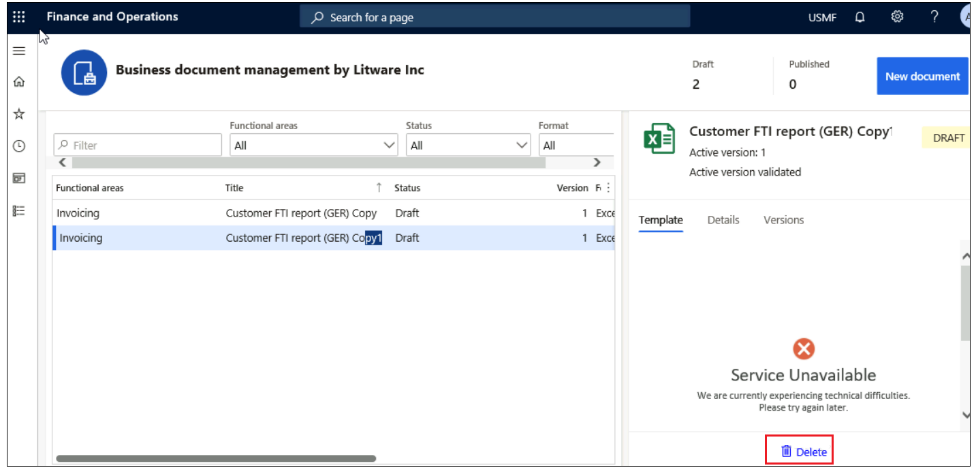 Finance and Operations
Search for a page
USMF
?
Business document management by Litware Inc
Draft
2
Published
0
New document
Functional areas
Status
Format
Filter
All
All
All
Functional areas Title Status Version
Invoicing Customer FTI report (GER) Copy Draft 1
Invoicing Customer FTI report (GER) Copy1 Draft 1
Customer FTI report (GER) Copy1
DRAFT
Active version: 1
Active version validated
Template Details Versions
Service Unavailable
We are currently experiencing technical difficulties.
Please try again later.
Delete